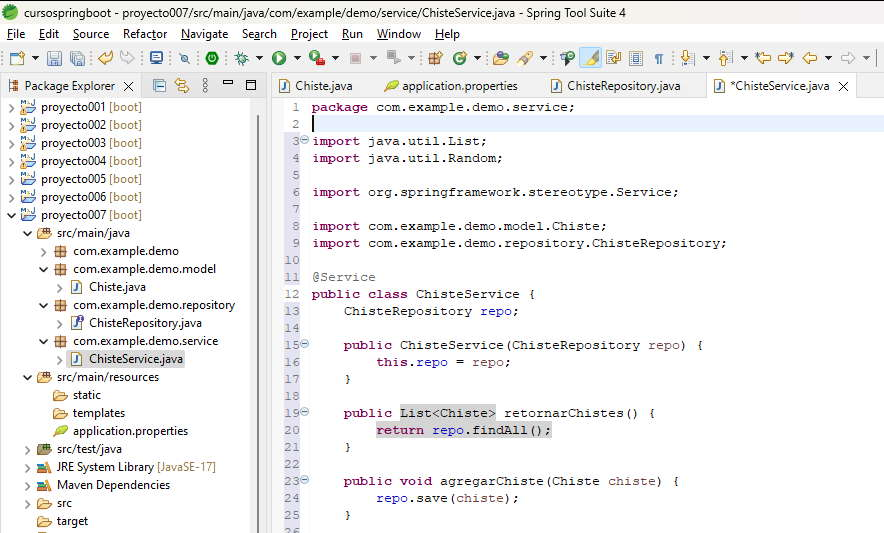 cursospringboot - proyecto007/src/main/java/com/example/demo/service/ChisteService.java - Spring Tool Suite 4
File Edit Source Refactor Navigate Search Project Run Window Help
Package Explorer
proyecto001 [boot]
proyecto002 [boot]
proyecto003 [boot]
proyecto004 [boot]
proyecto005 [boot]
proyecto006 [boot]
proyecto007 [boot]
src/main/java
com.example.demo
com.example.demo.model
Chiste.java
com.example.demo.repository
ChisteRepository.java
com.example.demo.service
ChisteService.java
src/main/resources
static
templates
application.properties
src/test/java
JRE System Library [JavaSE-17]
Maven Dependencies
src
target
Chiste.java application.properties ChisteRepository.java *ChisteService.java
1 package com.example.demo.service;
2
3 import java.util.List;
4 import java.util.Random;
5
6 import org.springframework.stereotype.Service;
7
8 import com.example.demo.model.Chiste;
9 import com.example.demo.repository.ChisteRepository;
10
11 @Service
12 public class ChisteService {
13 ChisteRepository repo;
14
15 public ChisteService(ChisteRepository repo) {
16 this.repo = repo;
17 }
18
19 public List<Chiste> retornarChistes() {
20 return repo.findAll();
21 }
22
23 public void agregarChiste(Chiste chiste) {
24 repo.save(chiste);
25 }
26